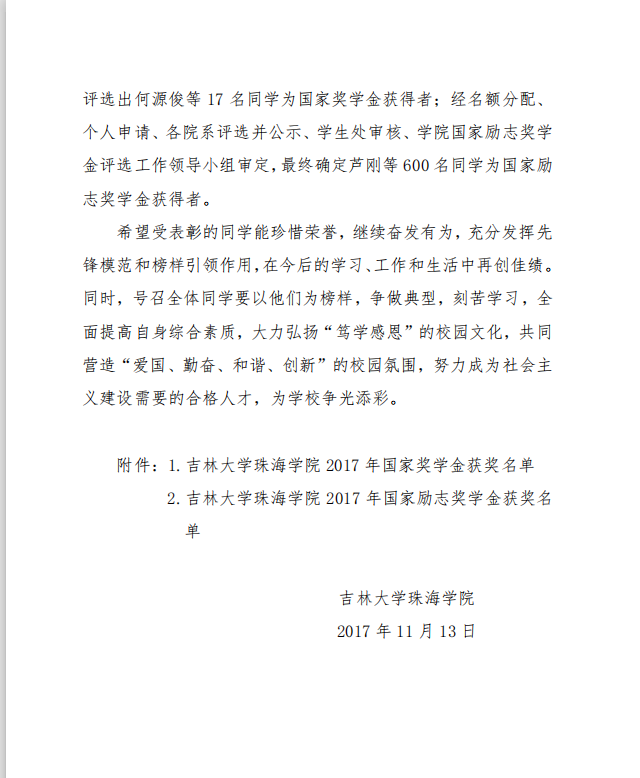 评选出何源俊等 17 名同学为国家奖学金获得者；经名额分配、
个人申请、各院系评选并公示、学生处审核、学院国家励志奖学
金评选工作领导小组审定，最终确定芦刚等 600 名同学为国家励
志奖学金获得者。
希望受表彰的同学能珍惜荣誉，继续奋发有为，充分发挥先
锋模范和榜样引领作用，在今后的学习、工作和生活中再创佳绩。
同时，号召全体同学要以他们为榜样，争做典型，刻苦学习，全
面提高自身综合素质，大力弘扬“笃学感恩”的校园文化，共同
营造“爱国、勤奋、和谐、创新”的校园氛围，努力成为社会主
义建设需要的合格人才，为学校争光添彩。
附件：1. 吉林大学珠海学院 2017 年国家奖学金获奖名单
2. 吉林大学珠海学院 2017 年国家励志奖学金获奖名
单
吉林大学珠海学院
2017 年 11 月 13 日